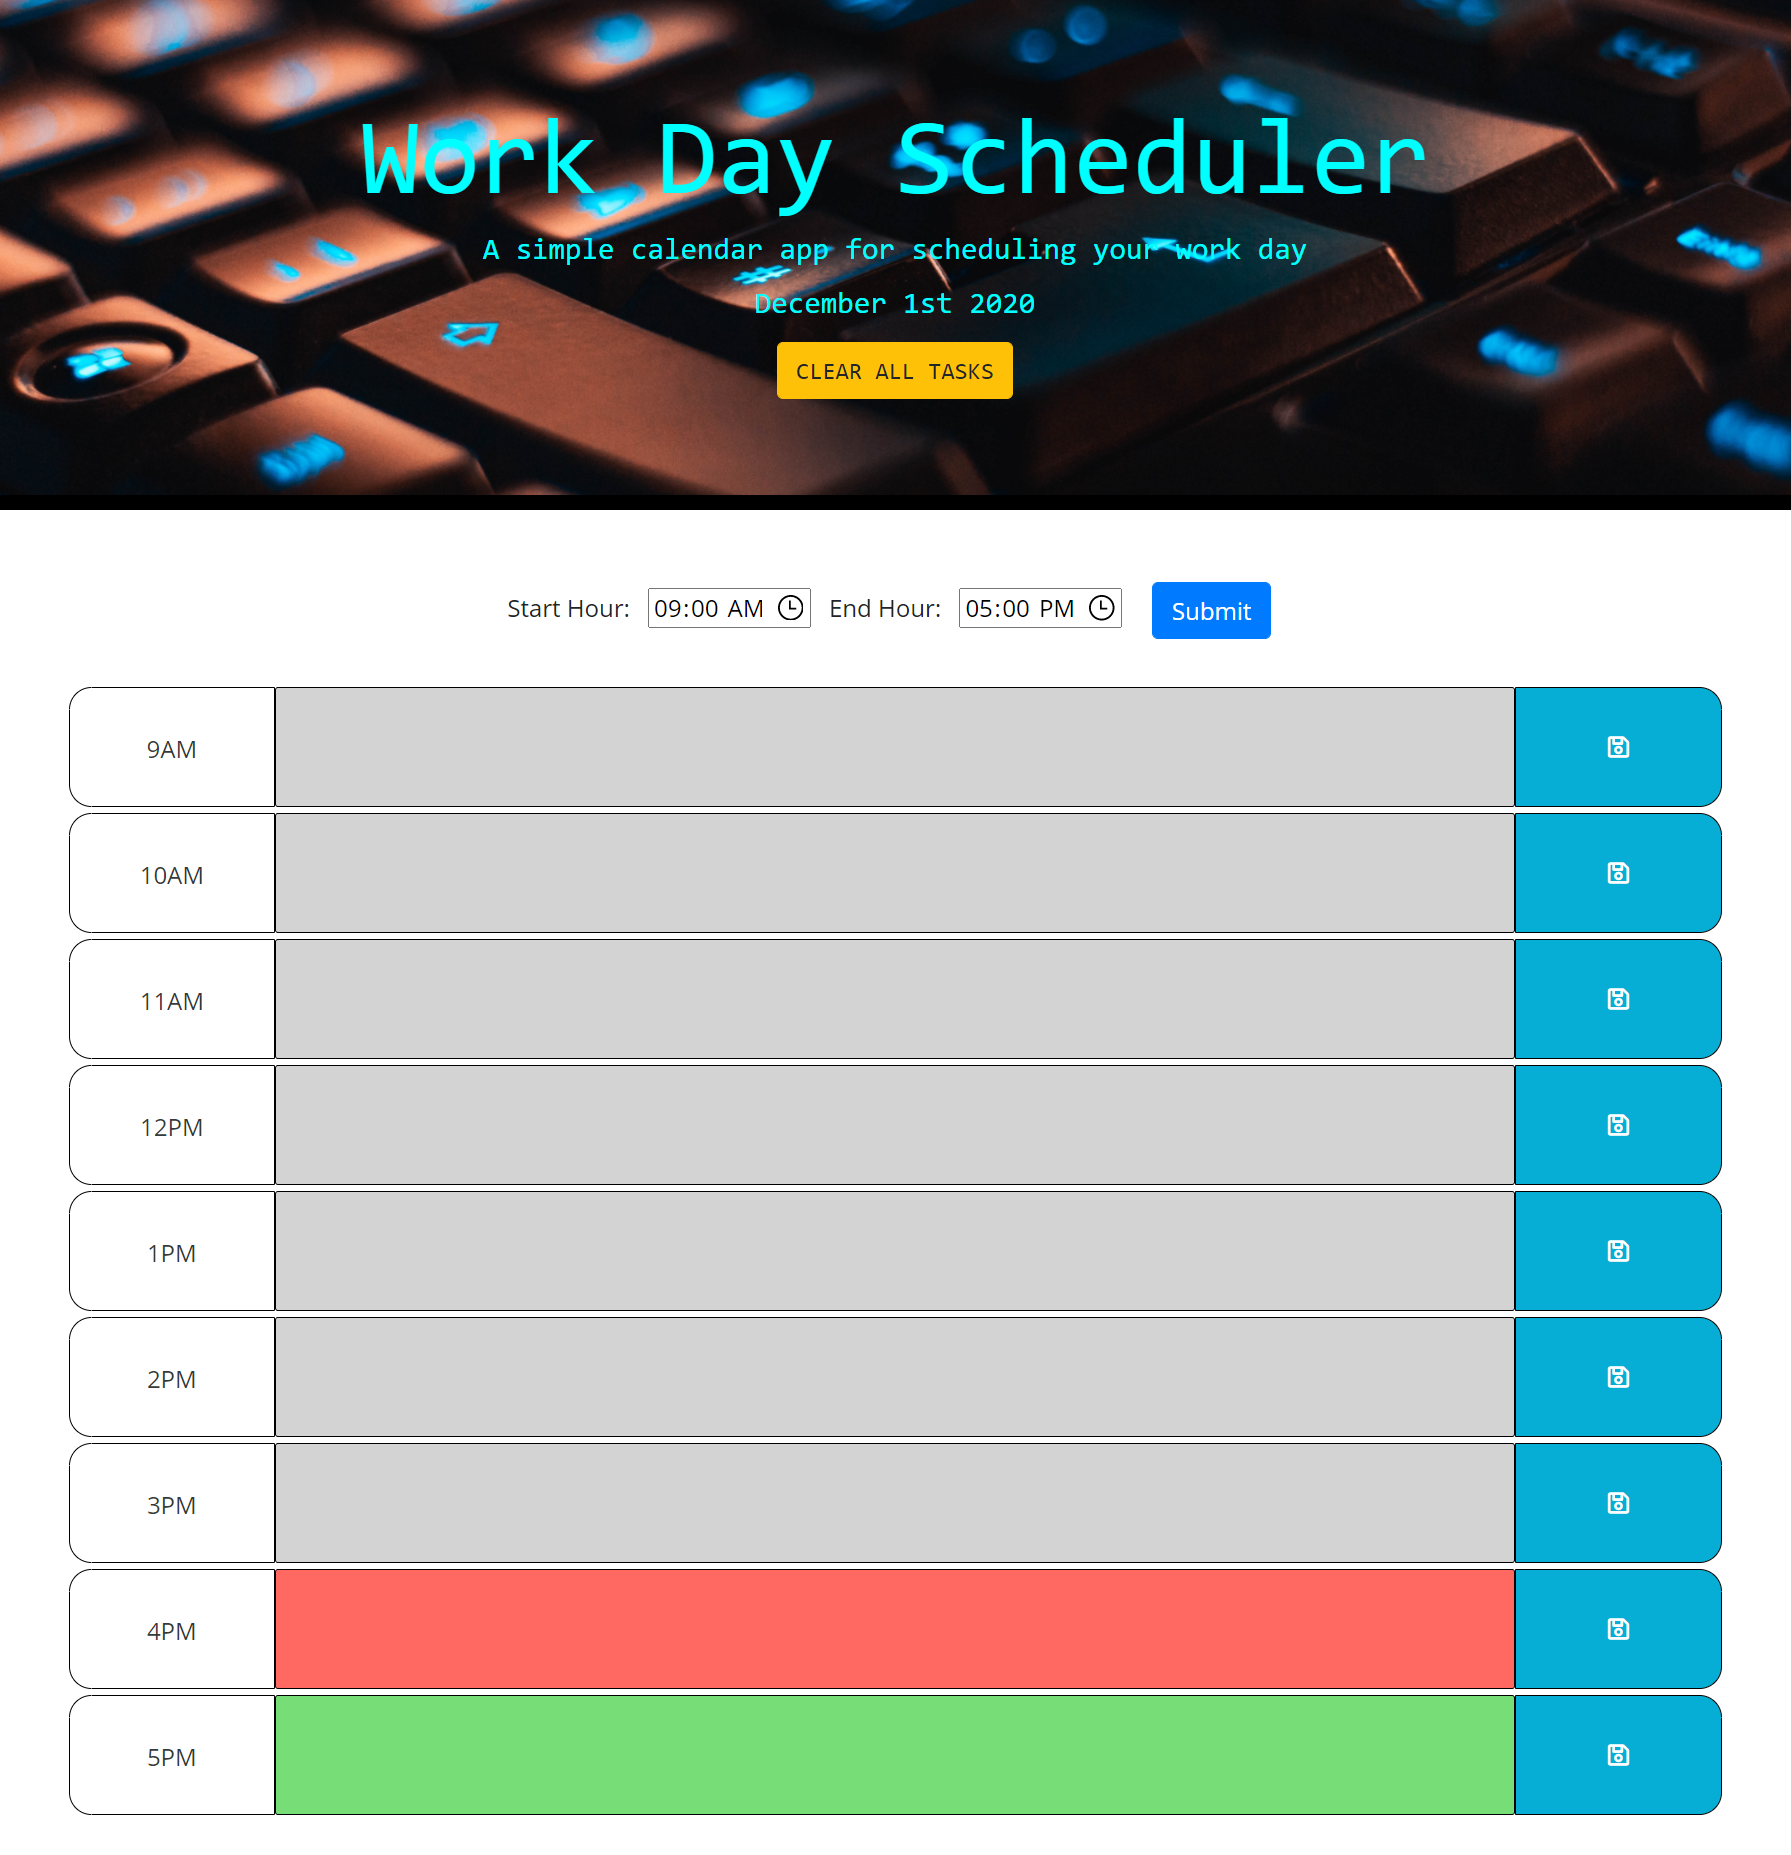 Work Day Scheduler
A simple calendar app for scheduling your work day
December 1st 2020
CLEAR ALL TASKS
Start Hour: 09:00 AM End Hour: 05:00 PM Submit
9AM
10AM
11AM
12PM
1PM
2PM
3PM
4PM
5PM